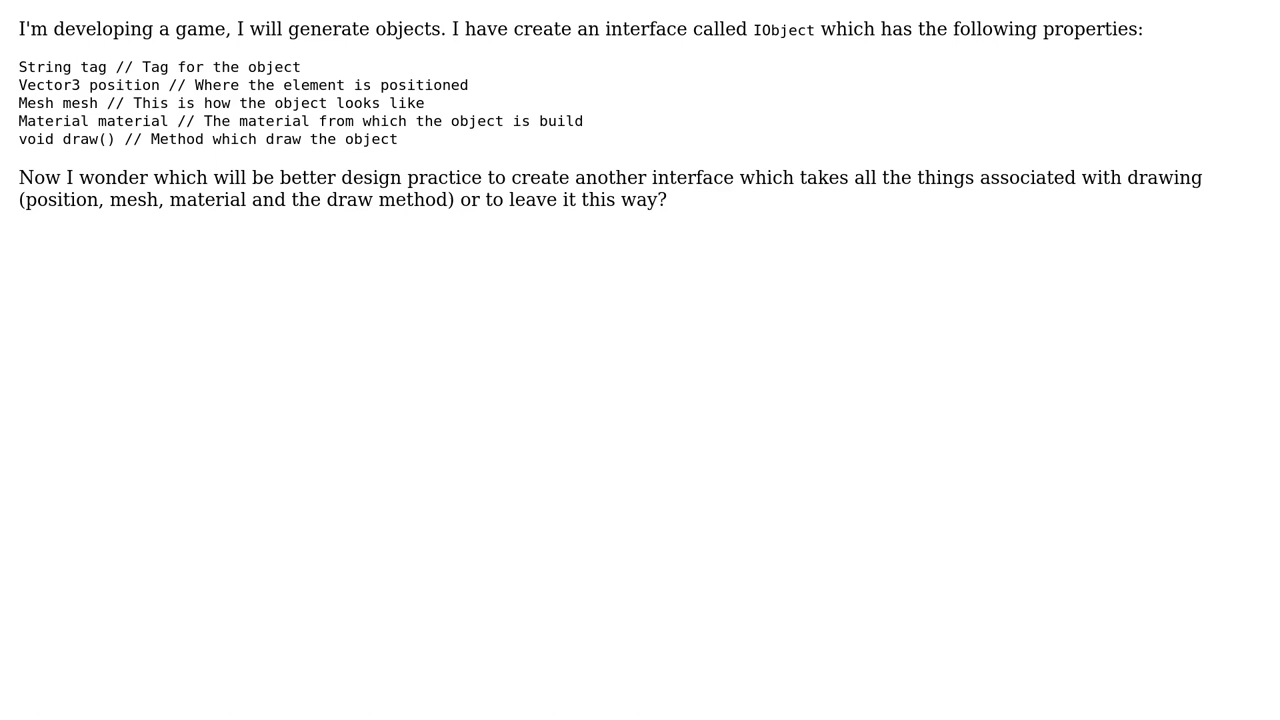 I'm developing a game, I will generate objects. I have create an interface called IObject which has the following properties:
String tag // Tag for the object
Vector3 position // Where the element is positioned
Mesh mesh // This is how the object looks like
Material material // The material from which the object is build
void draw() // Method which draw the object
Now I wonder which will be better design practice to create another interface which takes all the things associated with drawing
(position, mesh, material and the draw method) or to leave it this way?